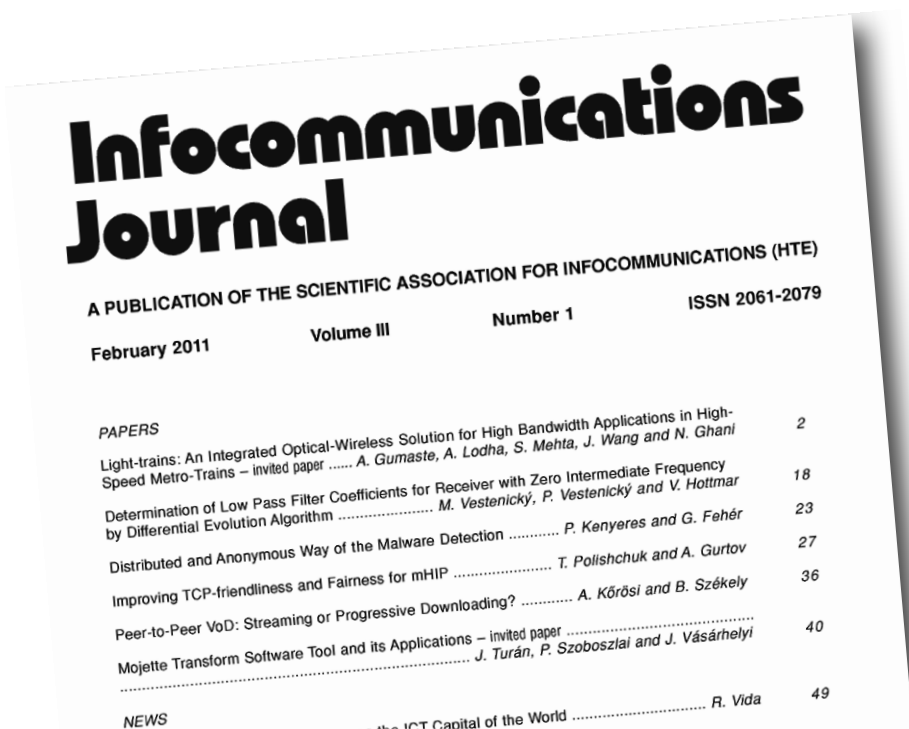 Infocommunications
Journal
A PUBLICATION OF THE SCIENTIFIC ASSOCIATION FOR INFOCOMMUNICATIONS (HTE)
February 2011 Volume III Number 1 ISSN 2061-2079
PAPERS
Light-trains: An Integrated Optical-Wireless Solution for High Bandwidth Applications in High-
Speed Metro-Trains – invited paper ...... A. Gumaste, A. Lodha, S. Mehta, J. Wang and N. Ghani 2
Determination of Low Pass Filter Coefficients for Receiver with Zero Intermediate Frequency
by Differential Evolution Algorithm ...................... M. Vestenický, P. Vestenický and V. Hottmar 18
Distributed and Anonymous Way of the Malware Detection ............ P. Kenyeres and G. Fehér 23
Improving TCP-friendliness and Fairness for mHIP ....................... T. Polishchuk and A. Gurtov 27
Peer-to-Peer VoD: Streaming or Progressive Downloading? ............ A. Kőrösi and B. Székely 36
Mojette Transform Software Tool and its Applications – invited paper ...........................................
................................................................................ J. Turán, P. Szoboszlai and J. Vásárhelyi 40
NEWS
the ICT Capital of the World ............................... R. Vida 49